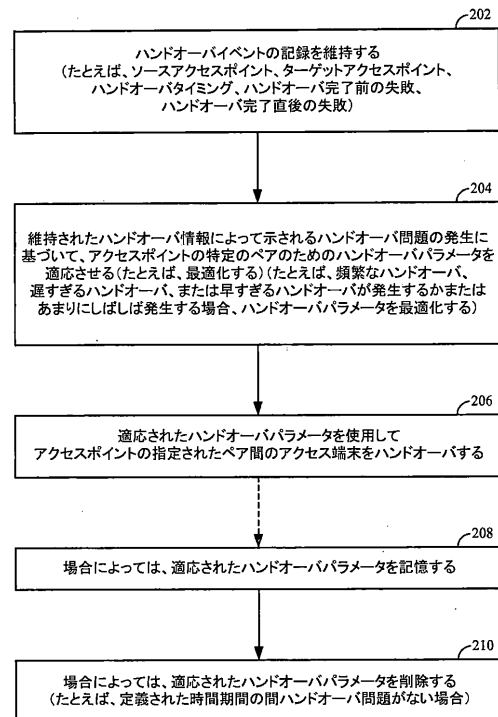 202
ハンドオーバイベントの記録を維持する
(たとえば、ソースアクセスポイント、ターゲットアクセスポイント、
ハンドオーバタイミング、ハンドオーバ完了前の失敗、
ハンドオーバ完了直後の失敗)
204
維持されたハンドオーバ情報によって示されるハンドオーバ問題の発生に
基づいて、アクセスポイントの特定のペアのためのハンドオーバパラメータを
適応させる(たとえば、最適化する)(たとえば、頻繁なハンドオーバ、
遅すぎるハンドオーバ、または早すぎるハンドオーバが発生するかまたは
あまりにしばしば発生する場合、ハンドオーバパラメータを最適化する)
206
適応されたハンドオーバパラメータを使用して
アクセスポイントの指定されたペア間のアクセス端末をハンドオーバする
208
場合によっては、適応されたハンドオーバパラメータを記憶する
210
場合によっては、適応されたハンドオーバパラメータを削除する
(たとえば、定義された時間期間の間ハンドオーバ問題がない場合)